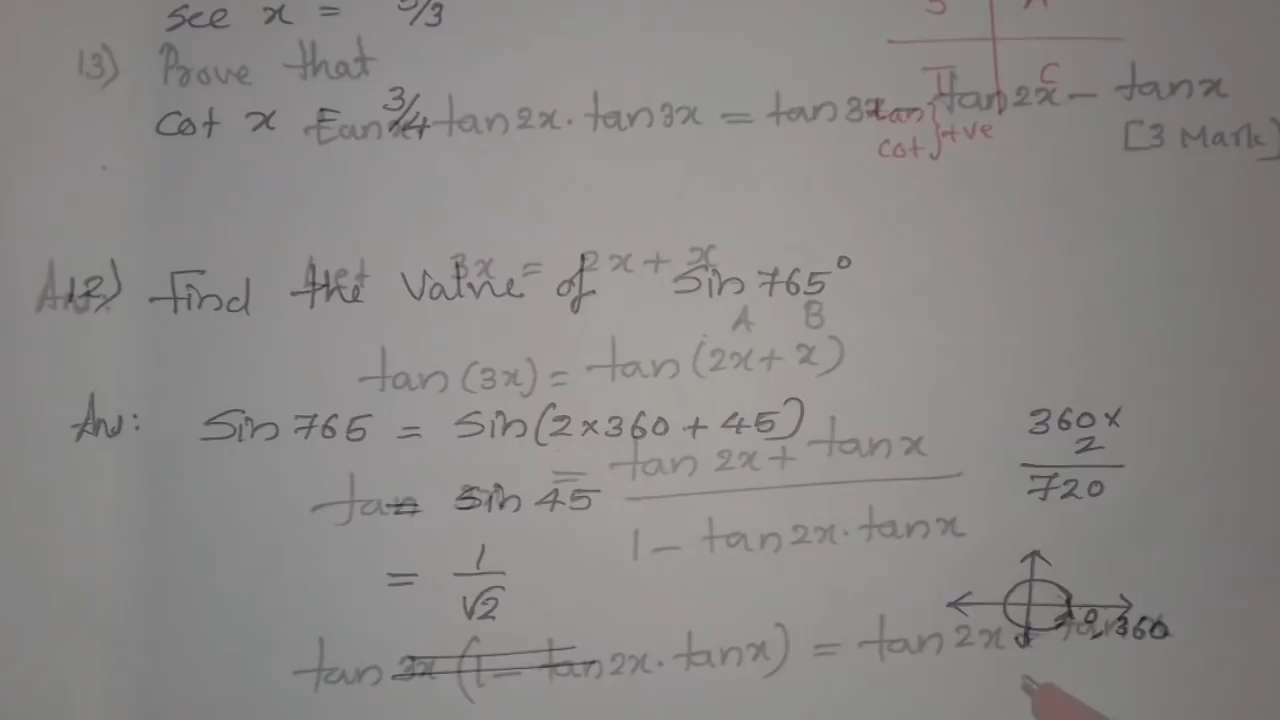 See x = 5/3
13) Prove that
S A
T C
cot x tan 3/4 tan 2x . tan 3x = tan 3x tan 2x - tan x
tan cot } +ve
[3 Mark]
3x = 2x + x
Find the Value of Sin 765°
A B
tan (3x) = tan (2x + x)
Ans: Sin 765 = Sin (2 x 360 + 45)
360 x
2
720
= tan 2x + tan x
1 - tan 2x . tan x
= Sin 45
= 1/√2
0, 360
tan 3x (1 - tan 2x . tan x) = tan 2x